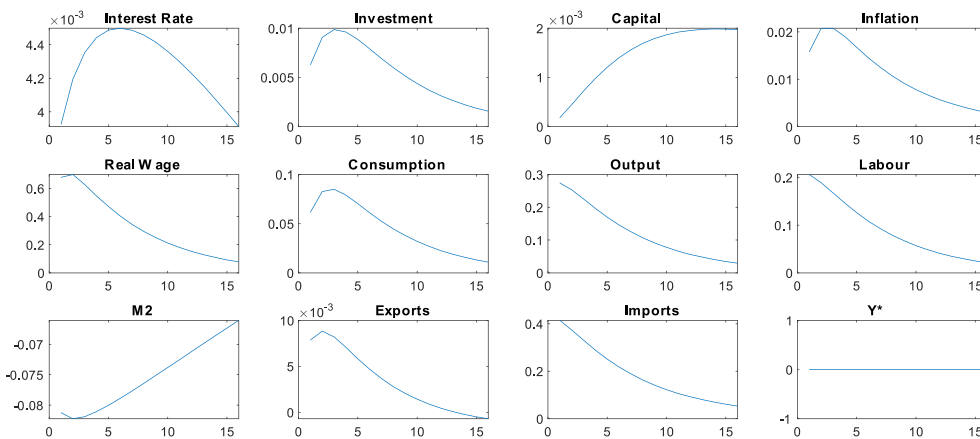 Interest Rate Investment Capital Inflation
×10-3 ×10-3
4.4 0.01 2 0.02
4.2 0.005 1 0.01
4 0 0 0
0 5 10 15 0 5 10 15 0 5 10 15 0 5 10 15
Real Wage Consumption Output Labour
0.6 0.1 0.3 0.2
0.4 0.05 0.2 0.1
0.2 0.1
0 0 0 0
0 5 10 15 0 5 10 15 0 5 10 15 0 5 10 15
M2 Exports Imports Y*
×10-3
-0.07 10 0.4 1
-0.075 5 0.2 0
-0.08 0 0 -1
0 5 10 15 0 5 10 15 0 5 10 15 0 5 10 15